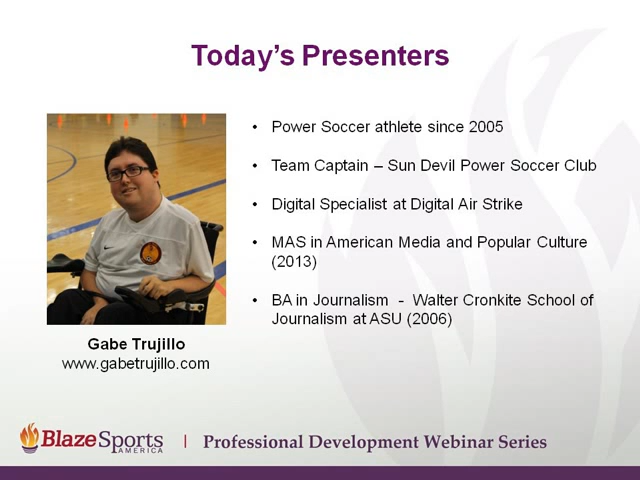 Today’s Presenters
• Power Soccer athlete since 2005
• Team Captain – Sun Devil Power Soccer Club
• Digital Specialist at Digital Air Strike
• MAS in American Media and Popular Culture
(2013)
• BA in Journalism - Walter Cronkite School of
Journalism at ASU (2006)
Gabe Trujillo
www.gabetrujillo.com
BlazeSports
AMERICA
| Professional Development Webinar Series